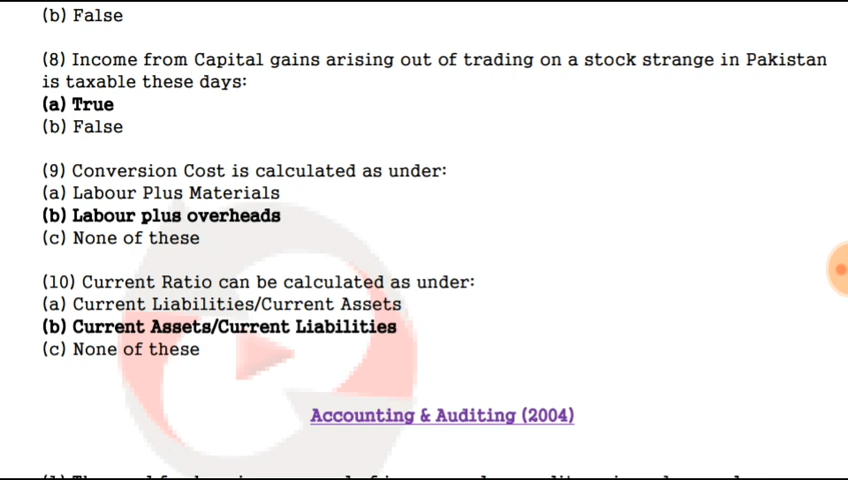 (b) False
(8) Income from Capital gains arising out of trading on a stock strange in Pakistan
is taxable these days:
(a) True
(b) False
(9) Conversion Cost is calculated as under:
(a) Labour Plus Materials
(b) Labour plus overheads
(c) None of these
(10) Current Ratio can be calculated as under:
(a) Current Liabilities/Current Assets
(b) Current Assets/Current Liabilities
(c) None of these
Accounting & Auditing (2004)